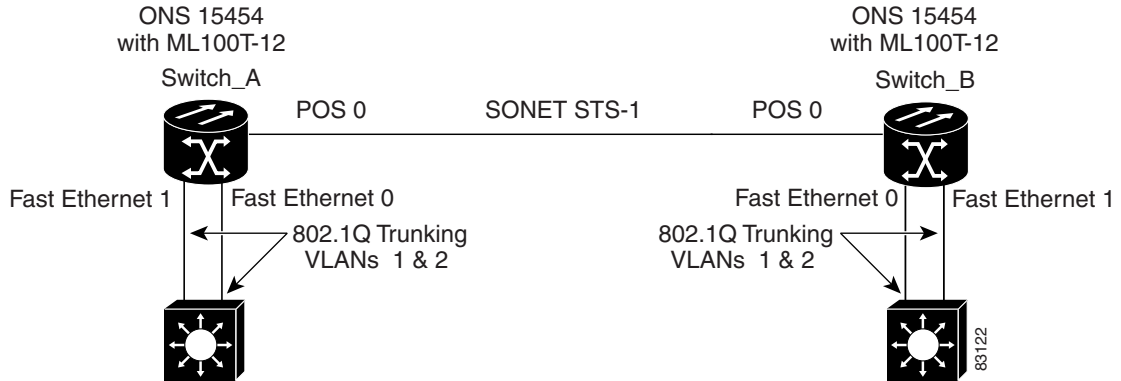 ONS 15454
with ML100T-12
Switch_A
ONS 15454
with ML100T-12
Switch_B
POS 0
SONET STS-1
POS 0
Fast Ethernet 1
Fast Ethernet 0
Fast Ethernet 0
Fast Ethernet 1
802.1Q Trunking
VLANs 1 & 2
802.1Q Trunking
VLANs 1 & 2
83122